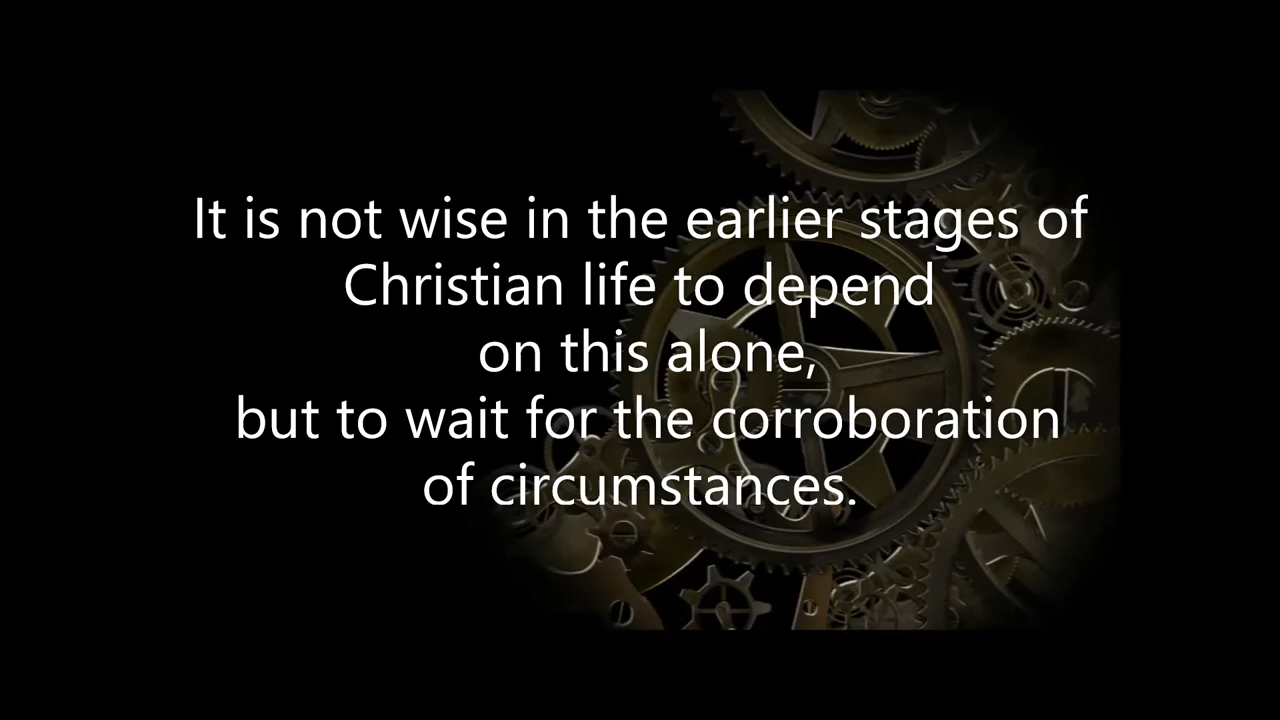 It is not wise in the earlier stages of
Christian life to depend
on this alone,
but to wait for the corroboration
of circumstances.